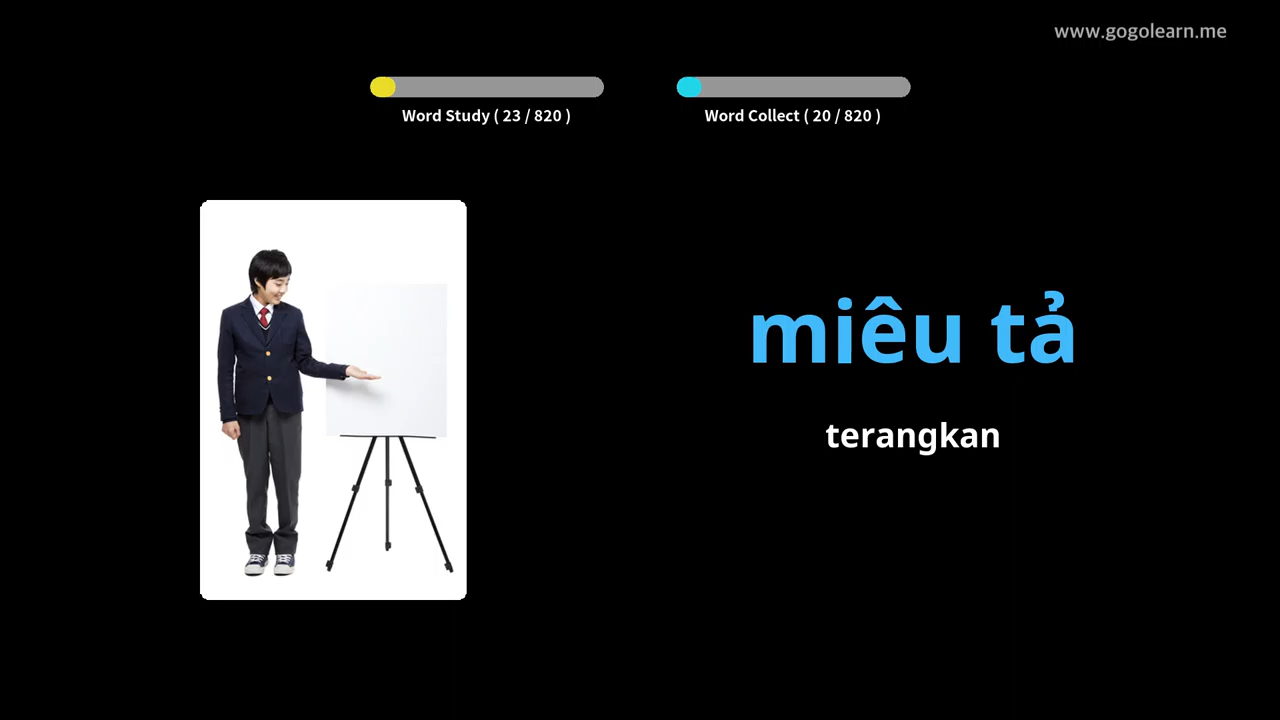 www.gogolearn.me
Word Study ( 23 / 820 )
Word Collect ( 20 / 820 )
miêu tả
terangkan